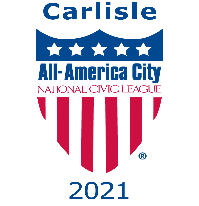 Carlisle
All-America City
NATIONAL CIVIC LEAGUE
®
2021